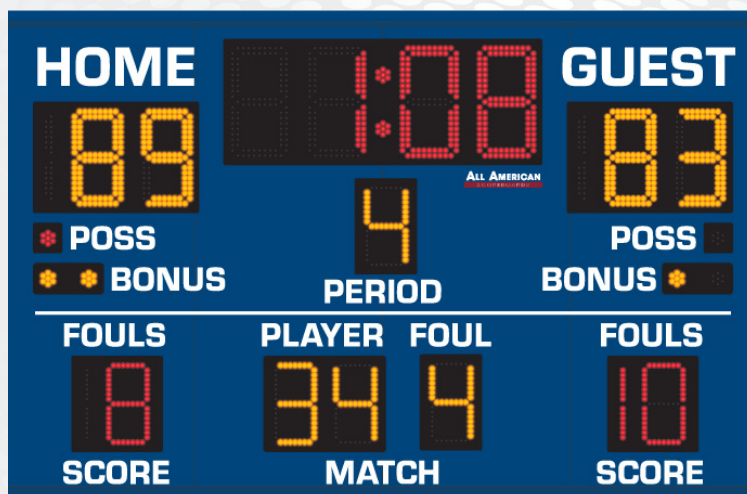 HOME 1:08 GUEST
89 83
ALL AMERICAN
SCOREBOARDS
POSS 4 POSS
BONUS PERIOD BONUS
FOULS PLAYER FOUL FOULS
8 34 4 10
SCORE MATCH SCORE